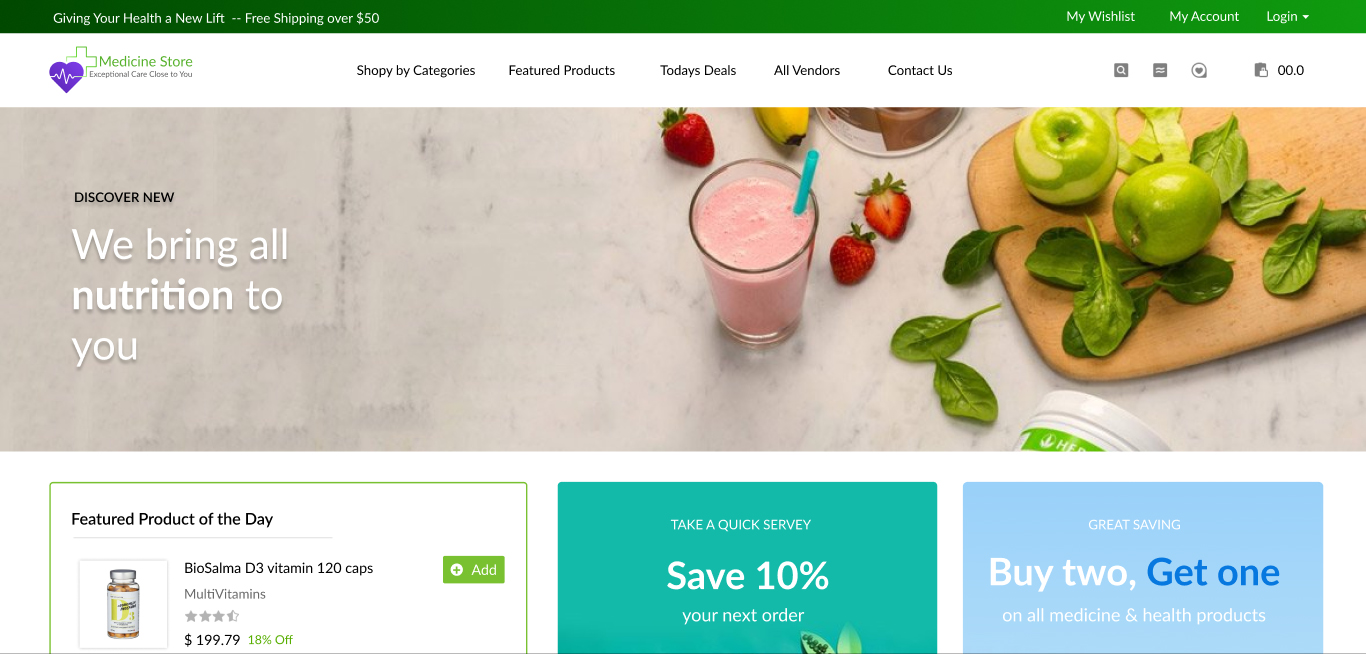 Giving Your Health a New Lift -- Free Shipping over $50
My Wishlist
My Account
Login
Medicine Store
Exceptional Care Close to You
Shopy by Categories
Featured Products
Todays Deals
All Vendors
Contact Us
00.0
DISCOVER NEW
We bring all
nutrition to
you
HE
Featured Product of the Day
BioSalma D3 vitamin 120 caps
Add
MultiVitamins
$ 199.79 18% Off
D3
TAKE A QUICK SERVEY
Save 10%
your next order
GREAT SAVING
Buy two, Get one
on all medicine & health products